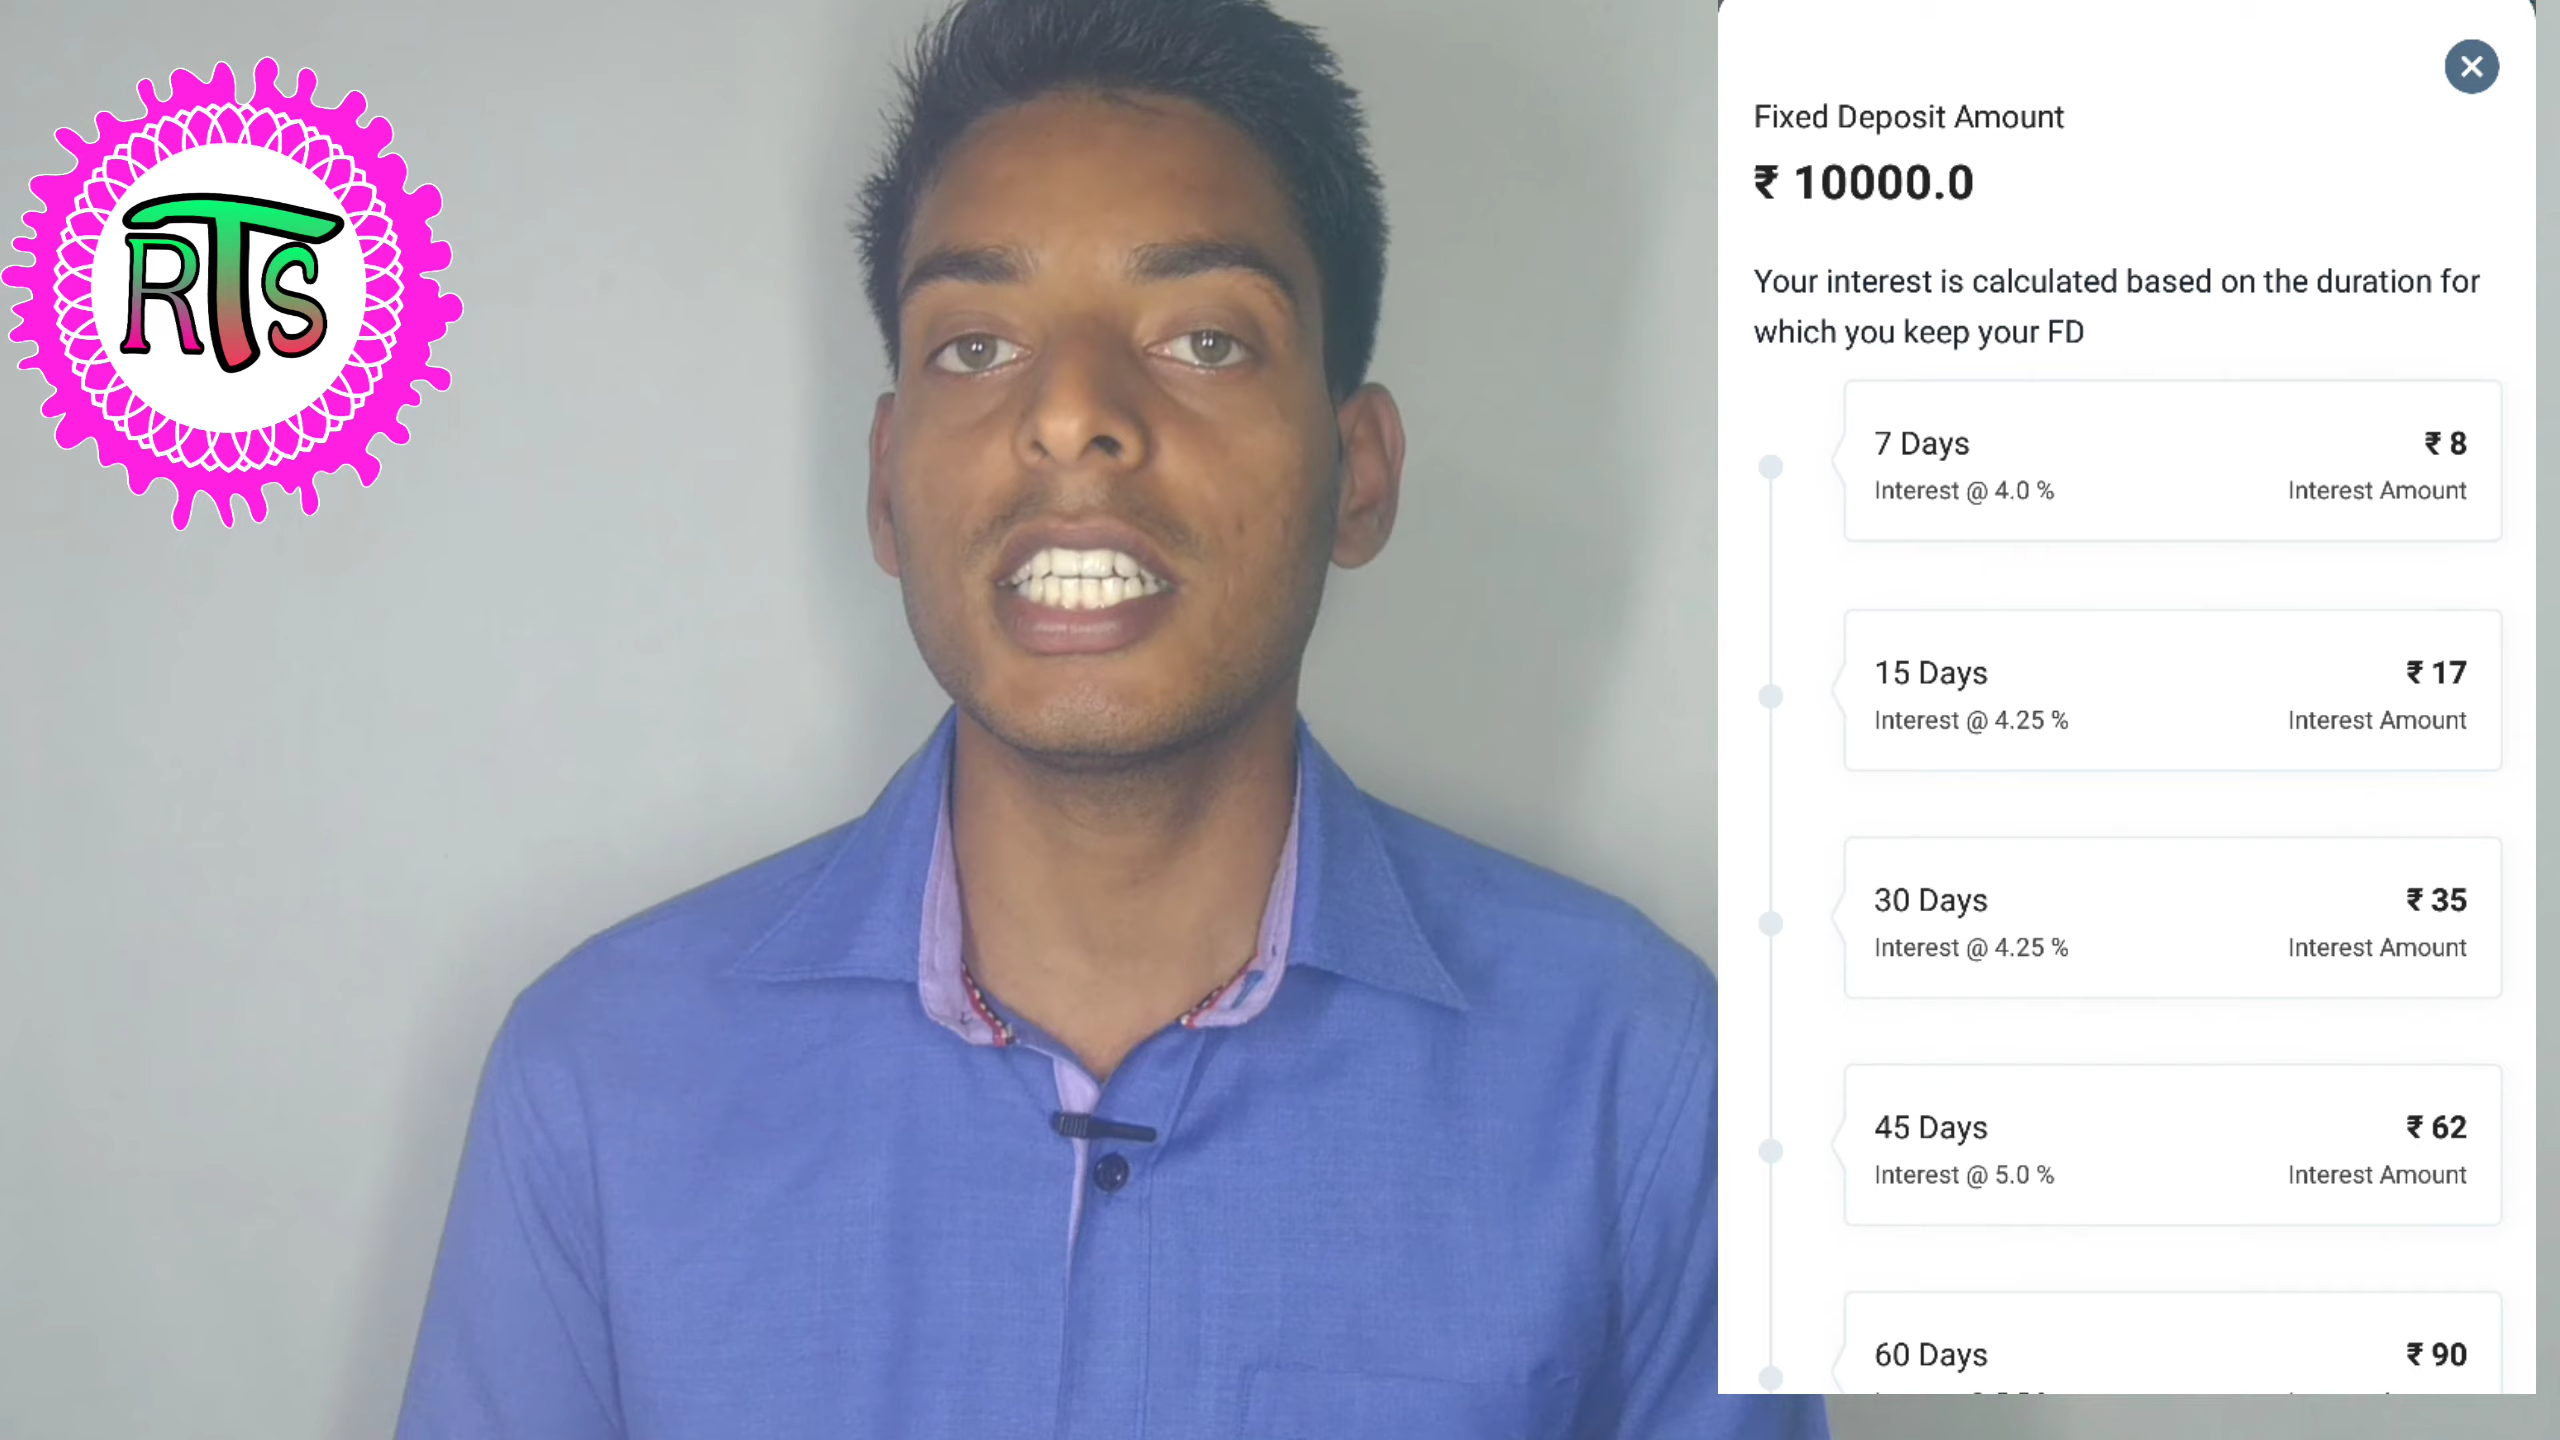 RTS
Fixed Deposit Amount
₹ 10000.0
Your interest is calculated based on the duration for
which you keep your FD
7 Days
₹ 8
Interest @ 4.0 %
Interest Amount
15 Days
₹ 17
Interest @ 4.25 %
Interest Amount
30 Days
₹ 35
Interest @ 4.25 %
Interest Amount
45 Days
₹ 62
Interest @ 5.0 %
Interest Amount
60 Days
₹ 90